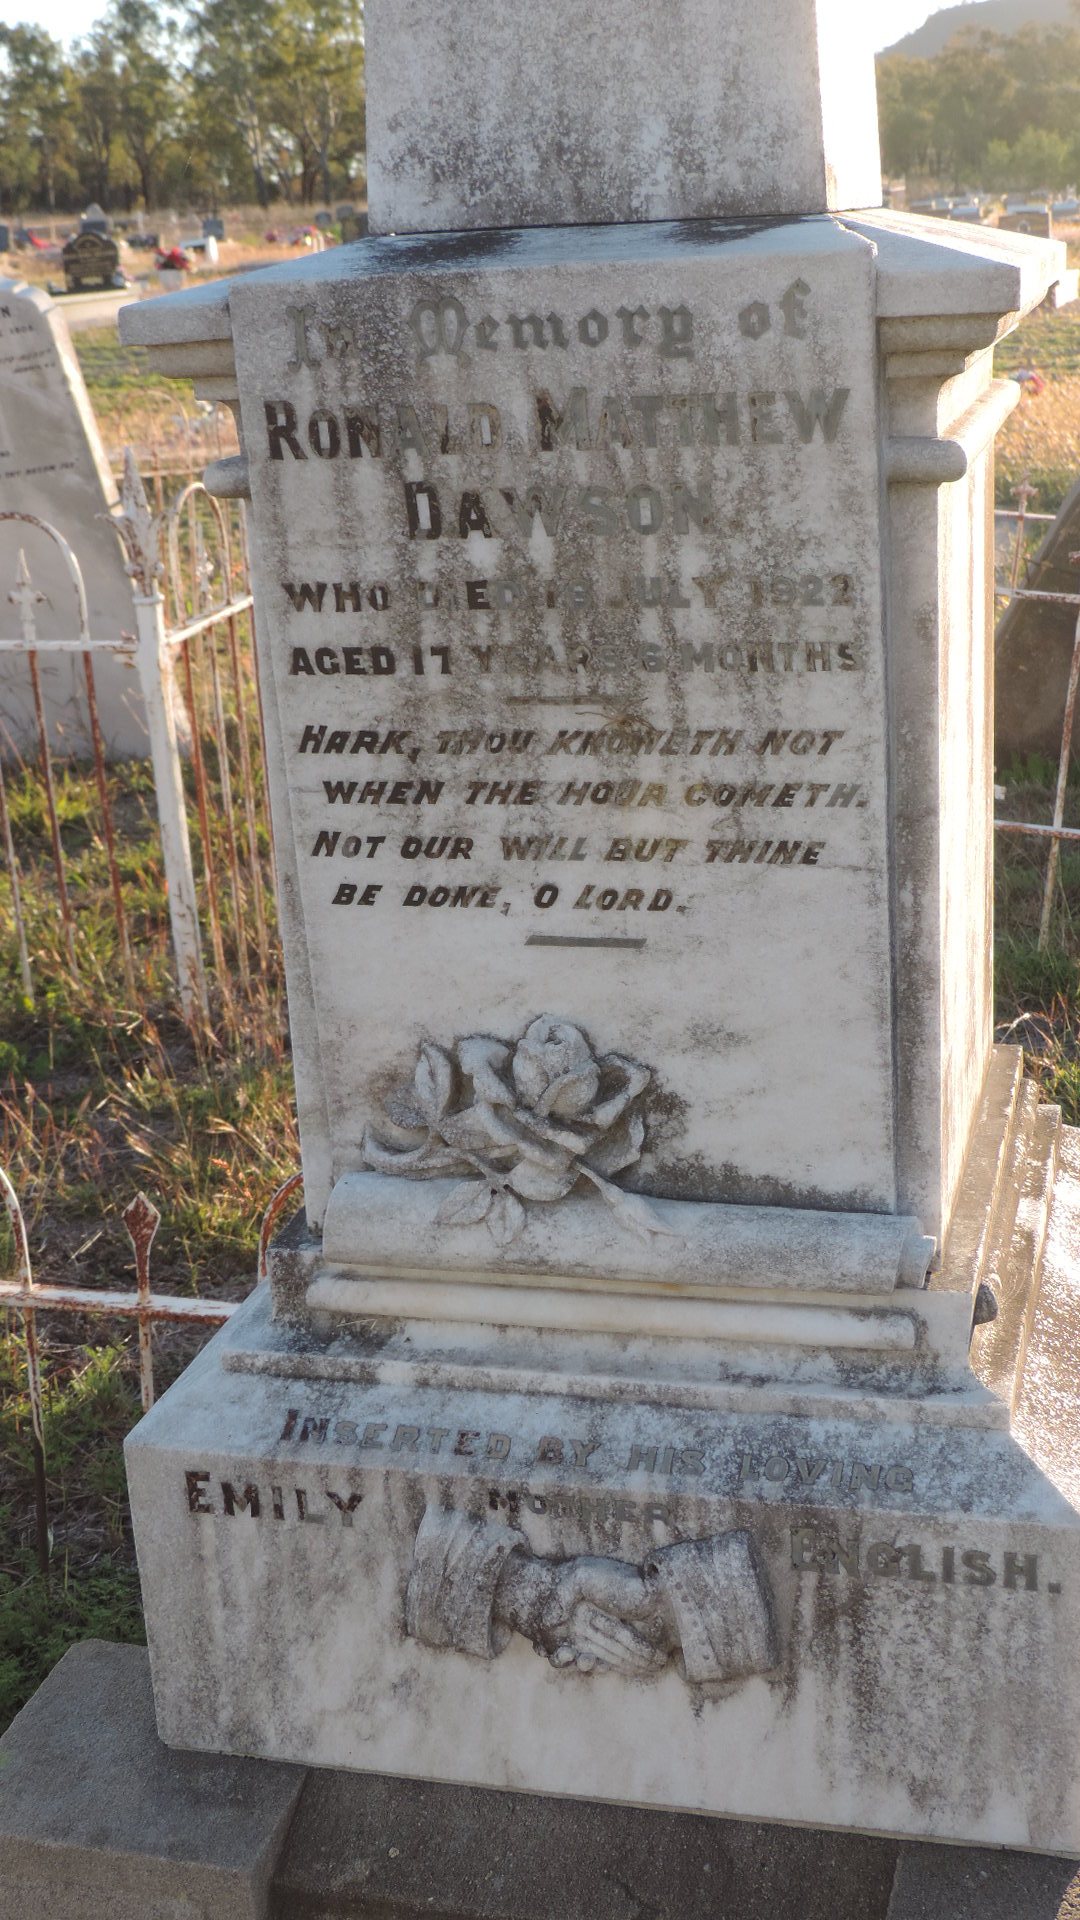 In Memory of
RONALD MATTHEW
DAWSON
WHO DIED 18 JULY 1922
AGED 17 YEARS 6 MONTHS
HARK, THOU KNOWETH NOT
WHEN THE HOUR COMETH.
NOT OUR WILL BUT THINE
BE DONE, O LORD.
INSERTED BY HIS LOVING
EMILY MOTHER ENGLISH.